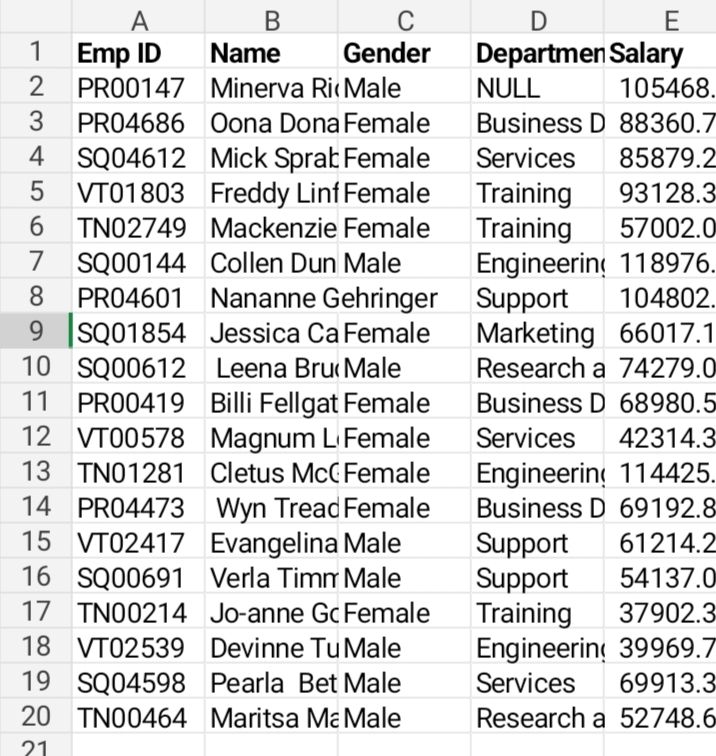 A B C D E
1 Emp ID Name Gender Departmen Salary
2 PR00147 Minerva Ri Male NULL 105468.
3 PR04686 Oona Dona Female Business D 88360.7
4 SQ04612 Mick Sprab Female Services 85879.2
5 VT01803 Freddy Linf Female Training 93128.3
6 TN02749 Mackenzie Female Training 57002.0
7 SQ00144 Collen Dun Male Engineering 118976.
8 PR04601 Nananne Gehringer Support 104802.
9 SQ01854 Jessica Ca Female Marketing 66017.1
10 SQ00612 Leena Bru Male Research a 74279.0
11 PR00419 Billi Fellgat Female Business D 68980.5
12 VT00578 Magnum L Female Services 42314.3
13 TN01281 Cletus McG Female Engineering 114425.
14 PR04473 Wyn Tread Female Business D 69192.8
15 VT02417 Evangelina Male Support 61214.2
16 SQ00691 Verla Timm Male Support 54137.0
17 TN00214 Jo-anne Go Female Training 37902.3
18 VT02539 Devinne Tu Male Engineering 39969.7
19 SQ04598 Pearla Bet Male Services 69913.3
20 TN00464 Maritsa Ma Male Research a 52748.6
21